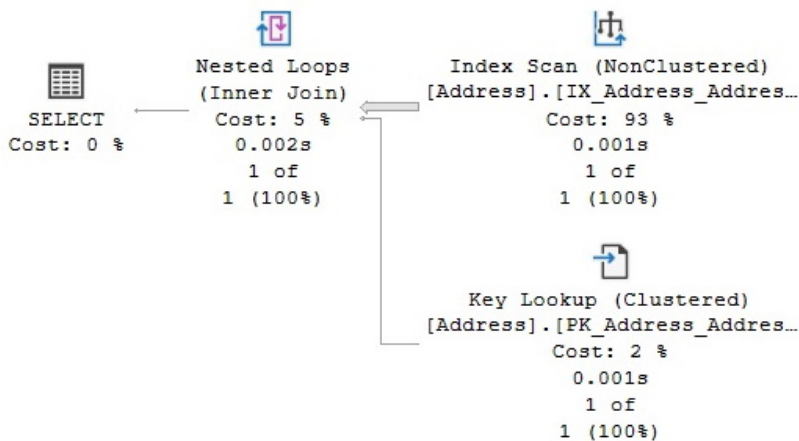 SELECT
Cost: 0 %
Nested Loops
(Inner Join)
Cost: 5 %
0.002s
1 of
1 (100%)
Index Scan (NonClustered)
[Address].[IX_Address_Addres…
Cost: 93 %
0.001s
1 of
1 (100%)
Key Lookup (Clustered)
[Address].[PK_Address_Addres…
Cost: 2 %
0.001s
1 of
1 (100%)